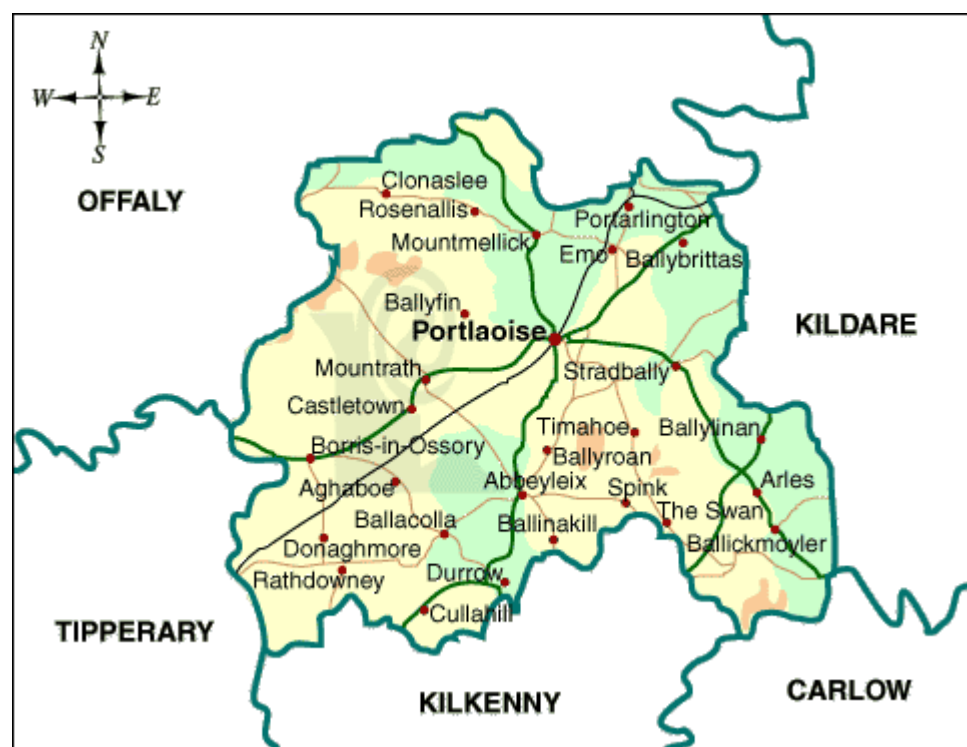 N
W E
S
OFFALY
Clonaslee
Rosenallis
Portarlington
Mountmellick
Emo
Ballybrittas
Ballyfin
Portlaoise
KILDARE
Mountrath
Stradbally
Castletown
Timahoe
Ballylinan
Borris-in-Ossory
Ballyroan
Aghaboe
Abbeyleix
Spink
Arles
The Swan
Ballacolla
Ballinakill
Donaghmore
Ballickmoyler
Rathdowney
Durrow
Cullahill
TIPPERARY
KILKENNY
CARLOW